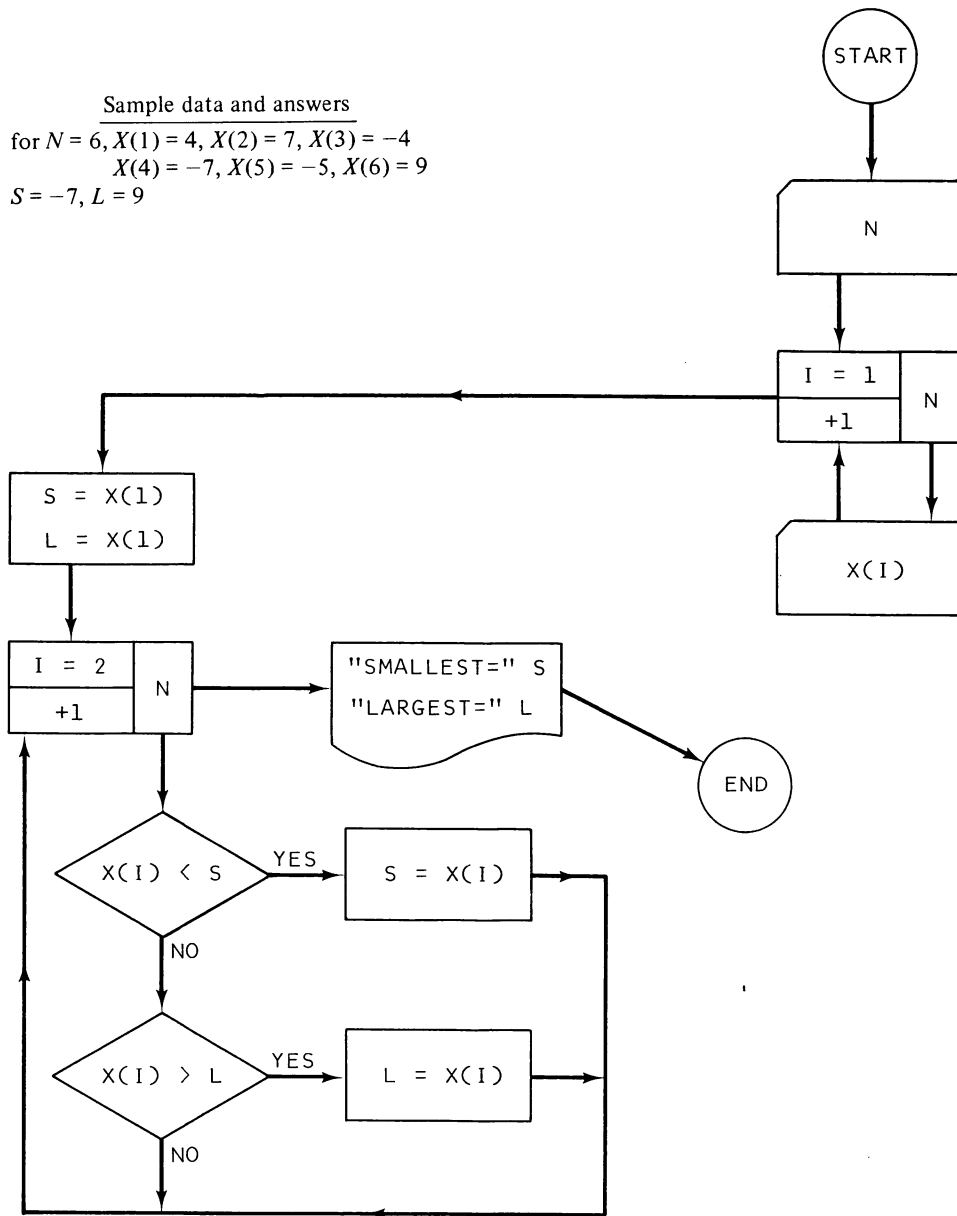 START
Sample data and answers
for N = 6, X(1) = 4, X(2) = 7, X(3) = −4
X(4) = −7, X(5) = −5, X(6) = 9
S = −7, L = 9
N
I = 1
+1
N
X(I)
S = X(1)
L = X(1)
I = 2
+1
N
"SMALLEST=" S
"LARGEST=" L
END
X(I) < S
YES
S = X(I)
NO
X(I) > L
YES
L = X(I)
NO